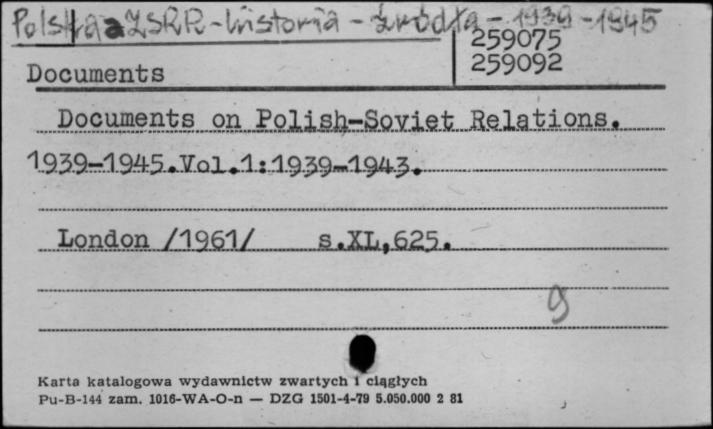 Polska a ZSRR - historia - źródła - 1939 - 1945
259075
Documents
259092
Documents on Polish-Soviet Relations.
1939-1945.Vol.1:1939-1943.
London /1961/ s.XL,625.
9
Karta katalogowa wydawnictw zwartych i ciągłych
Pu-B-144 zam. 1016-WA-O-n — DZG 1501-4-79 5.050.000 2 81